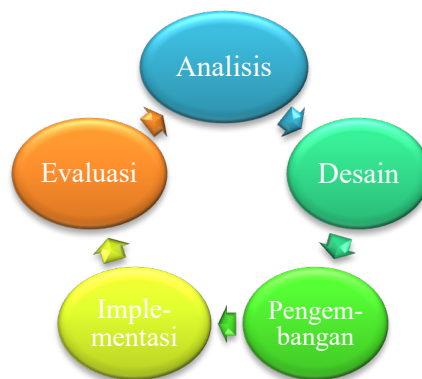 Analisis
Desain
Pengem-
bangan
Imple-
mentasi
Evaluasi